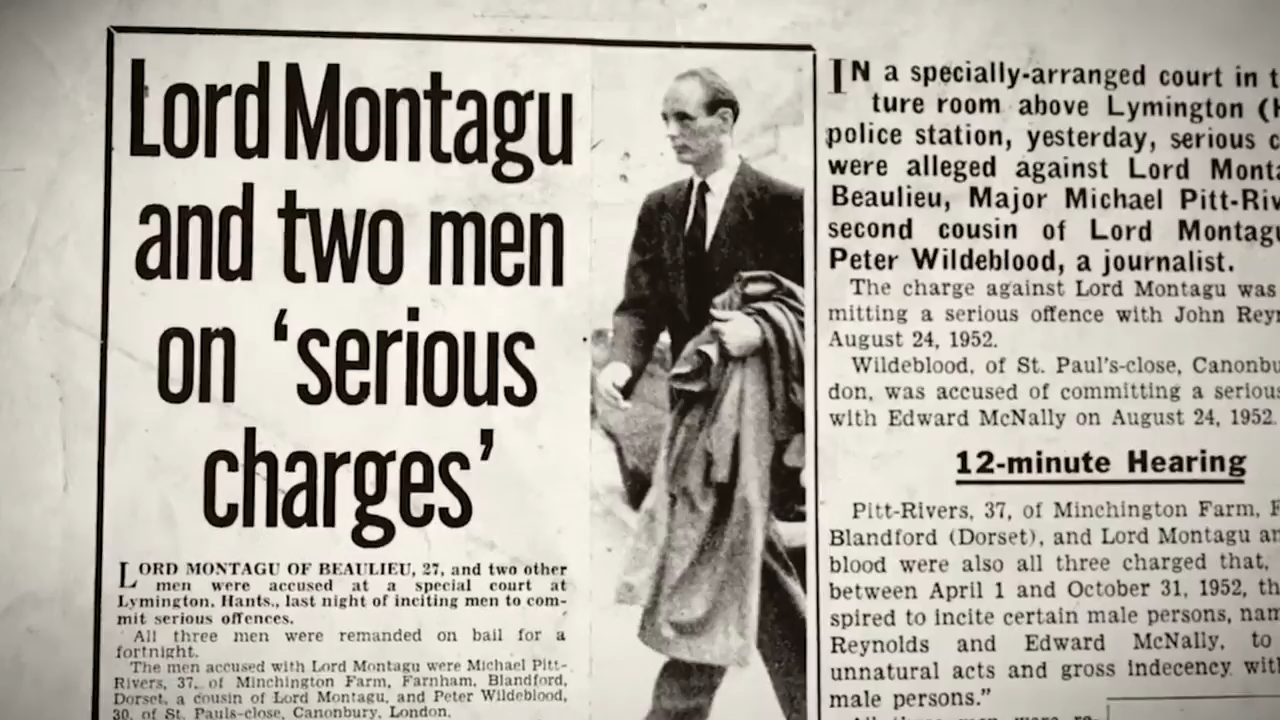 Lord Montagu
and two men
on ‘serious
charges’
LORD MONTAGU OF BEAULIEU, 27, and two other
men were accused at a special court at
Lymington, Hants., last night of inciting men to com-
mit serious offences.
All three men were remanded on bail for a
fortnight.
The men accused with Lord Montagu were Michael Pitt-
Rivers, 37, of Minchington Farm, Farnham, Blandford,
Dorset, a cousin of Lord Montagu, and Peter Wildeblood,
30, of St. Pauls-close, Canonbury, London.
IN a specially-arranged court in
ture room above Lymington
police station, yesterday, serious
were alleged against Lord
Beaulieu, Major Michael
second cousin of Lord
Peter Wildeblood, a journalist.
The charge against Lord Montagu was
mitting a serious offence with John
August 24, 1952.
Wildeblood, of St. Paul's-close,
don, was accused of committing a
with Edward McNally on August 24, 1952.
12-minute Hearing
Pitt-Rivers, 37, of Minchington Farm,
Blandford (Dorset), and Lord Montagu
blood were also all three charged that,
between April 1 and October 31, 1952,
spired to incite certain male persons,
Reynolds and Edward McNally, to
unnatural acts and gross indecency
male persons.”